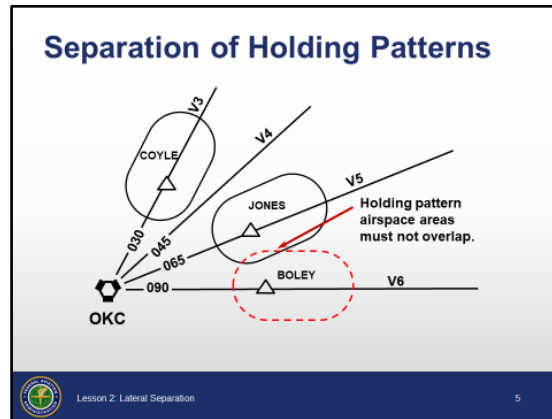 Separation of Holding Patterns
V3
V4
COYLE
V5
JONES
Holding pattern
airspace areas
must not overlap.
030
045
065
BOLEY
090
V6
OKC
Lesson 2: Lateral Separation
5